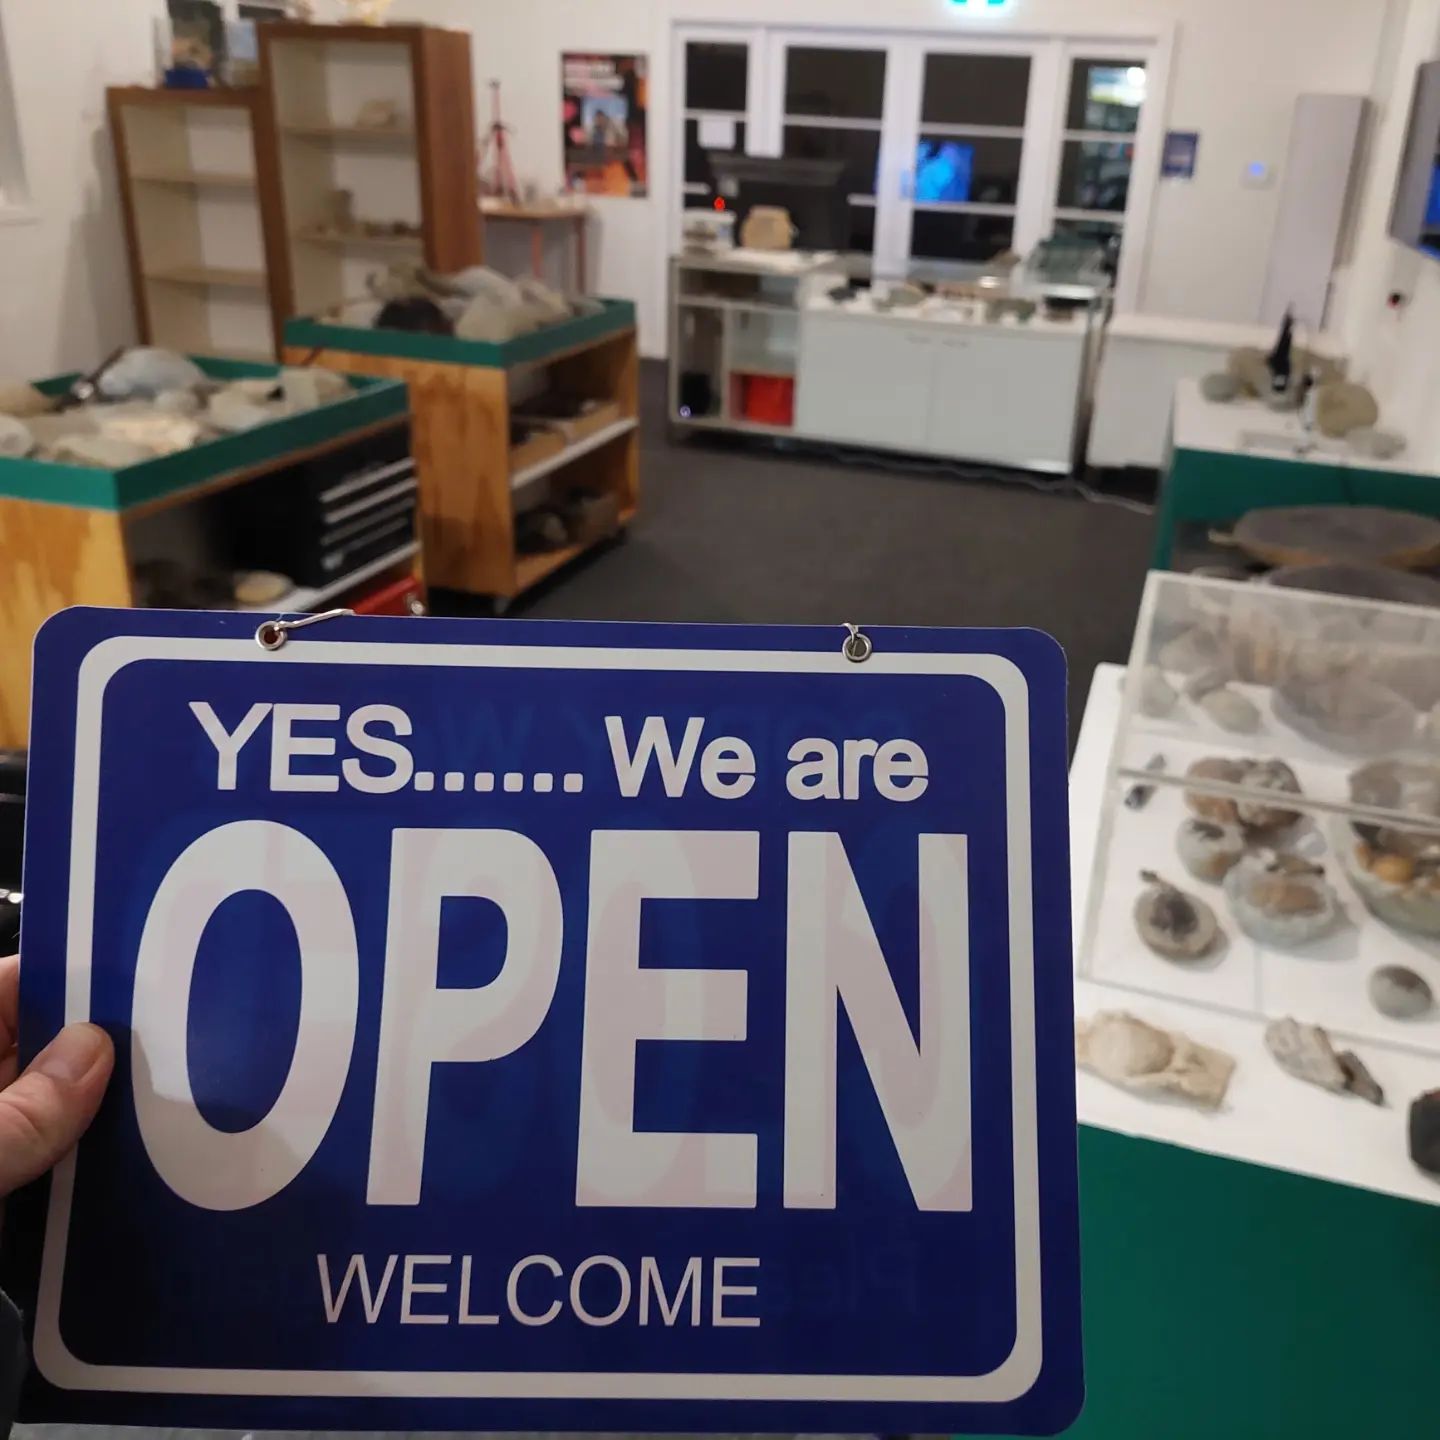 YES...... We are
OPEN
WELCOME